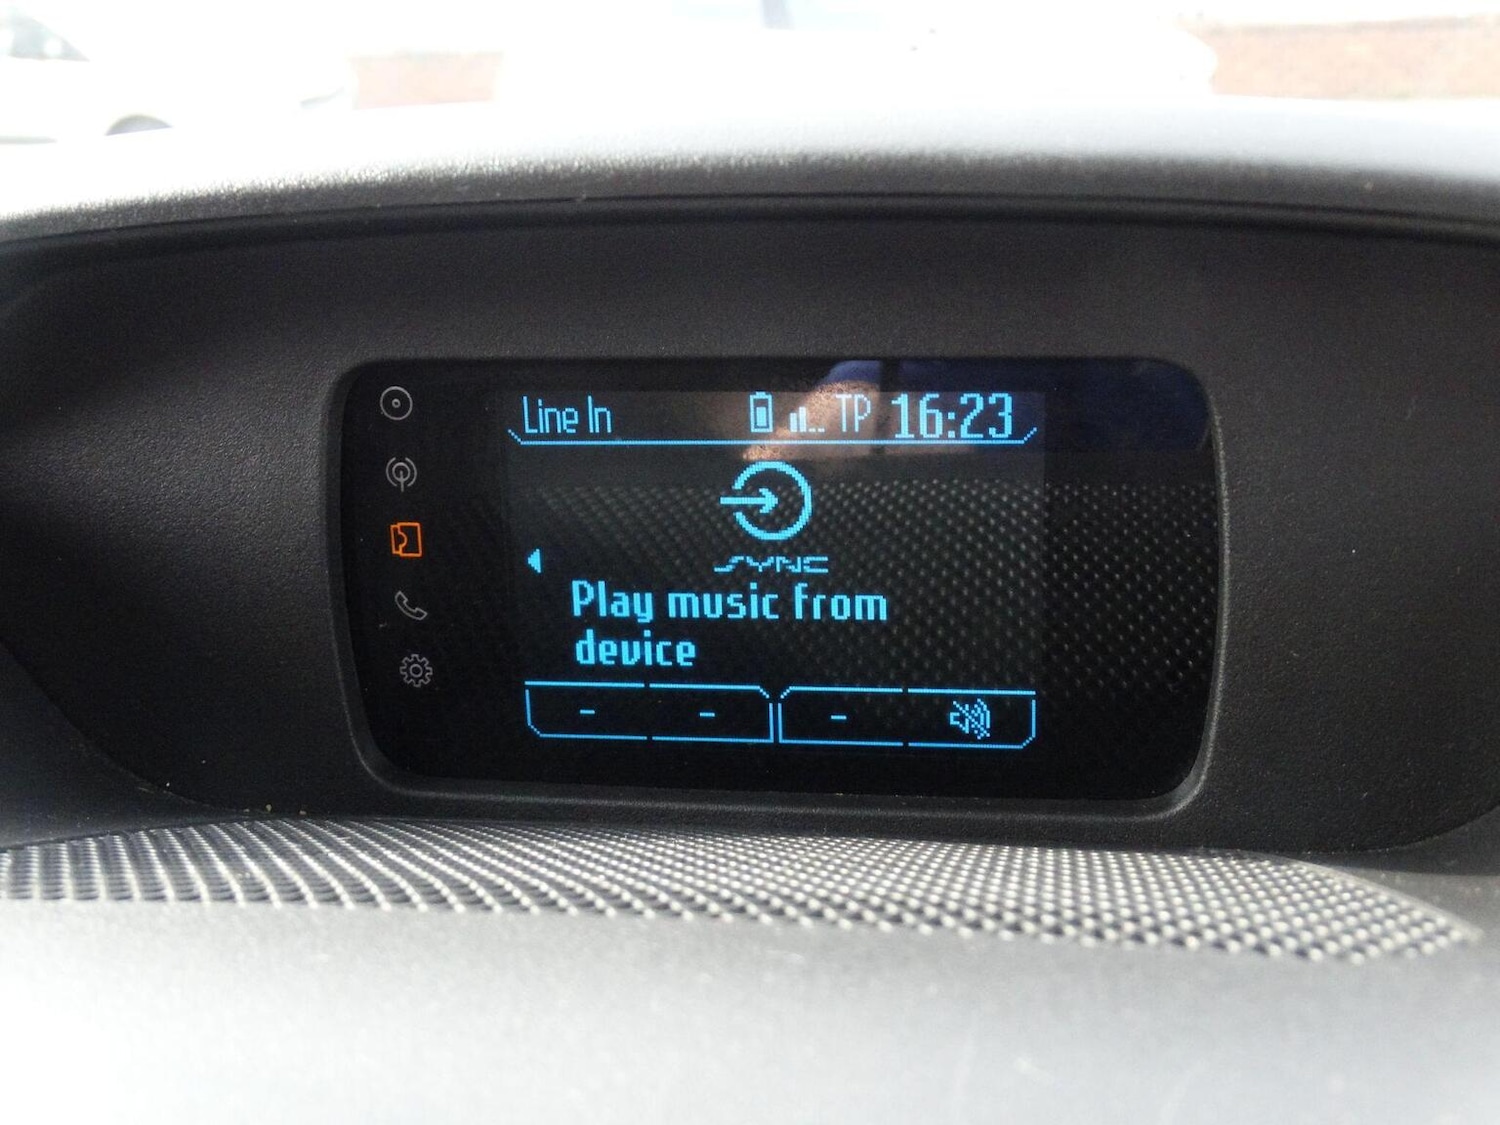 Line In TP 16:23
SYNC
Play music from
device